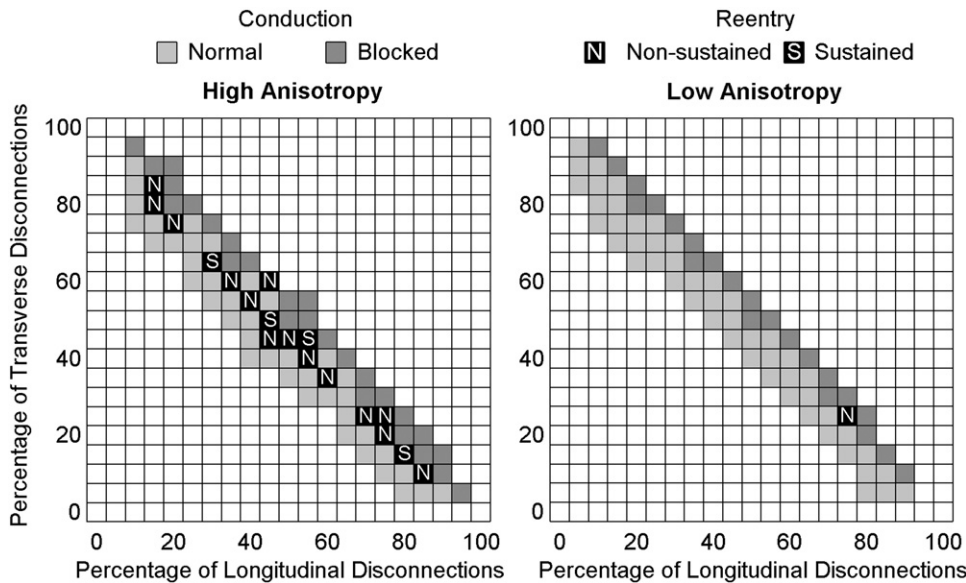 Conduction
Normal
Blocked
Reentry
N Non-sustained
S Sustained
High Anisotropy
Percentage of Transverse Disconnections
100
80
60
40
20
0
N
N
N
S
N N
N
S
N N S
N
N
N N
N
S
N
0 20 40 60 80 100
Percentage of Longitudinal Disconnections
Low Anisotropy
100
80
60
40
20
0
N
0 20 40 60 80 100
Percentage of Longitudinal Disconnections